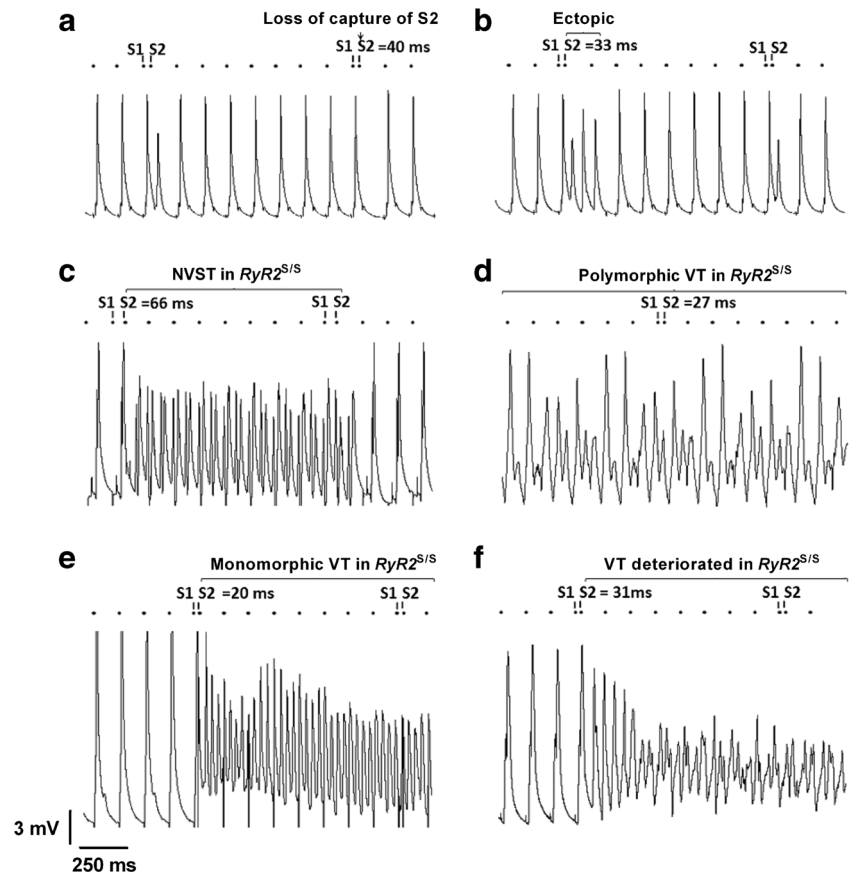 a
Loss of capture of S2
S1 S2
S1 S2 =40 ms
b
Ectopic
S1 S2 =33 ms
S1 S2
c
NVST in RyR2S/S
S1 S2 =66 ms
S1 S2
d
Polymorphic VT in RyR2S/S
S1 S2 =27 ms
e
Monomorphic VT in RyR2S/S
S1 S2 =20 ms
S1 S2
f
VT deteriorated in RyR2S/S
S1 S2 = 31ms
S1 S2
3 mV
250 ms